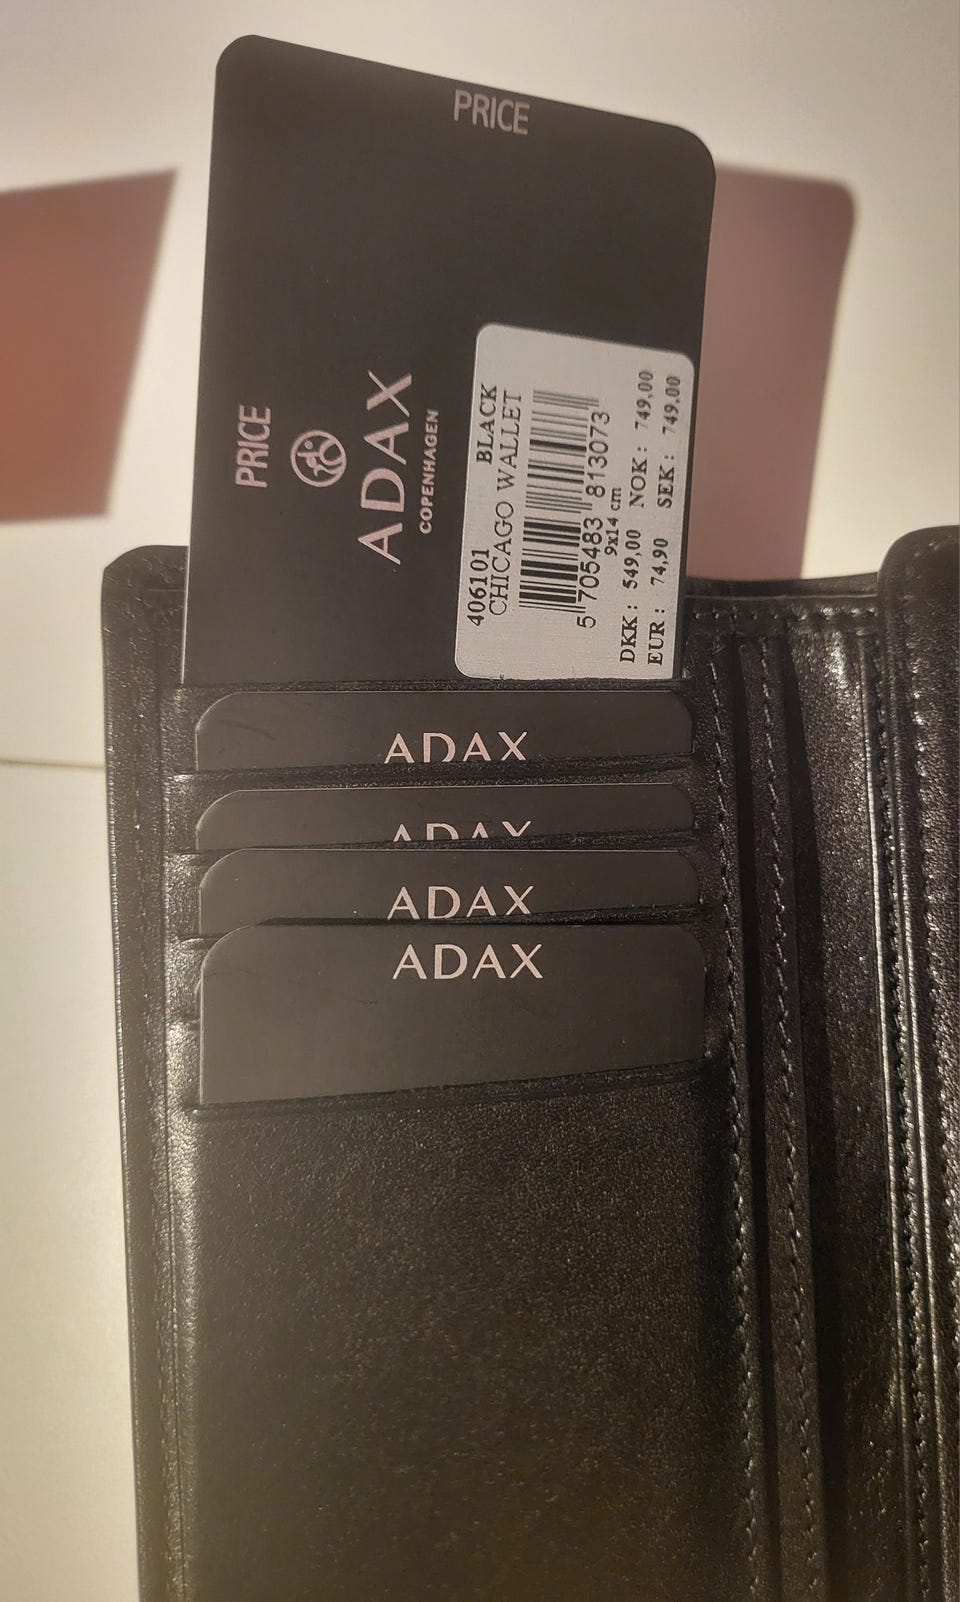 PRICE
PRICE
ADAX
COPENHAGEN
406101 BLACK
CHICAGO WALLET
5 705483 813073
9x14 cm
DKK: 549,00 NOK: 749,00
EUR: 74,90 SEK: 749,00
ADAX
ADAX
ADAX
ADAX